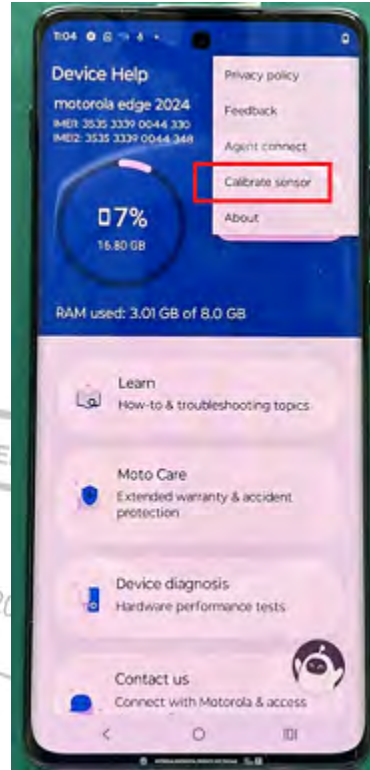 11:04
Device Help
motorola edge 2024
IMEI: 3535 3339 0044 330
IMEI2: 3535 3339 0044 348
7%
16.80 GB
RAM used: 3.01 GB of 8.0 GB
Privacy policy
Feedback
Agent connect
Calibrate sensor
About
Learn
How-to & troubleshooting topics
Moto Care
Extended warranty & accident
protection
Device diagnosis
Hardware performance tests
Contact us
Connect with Motorola & access